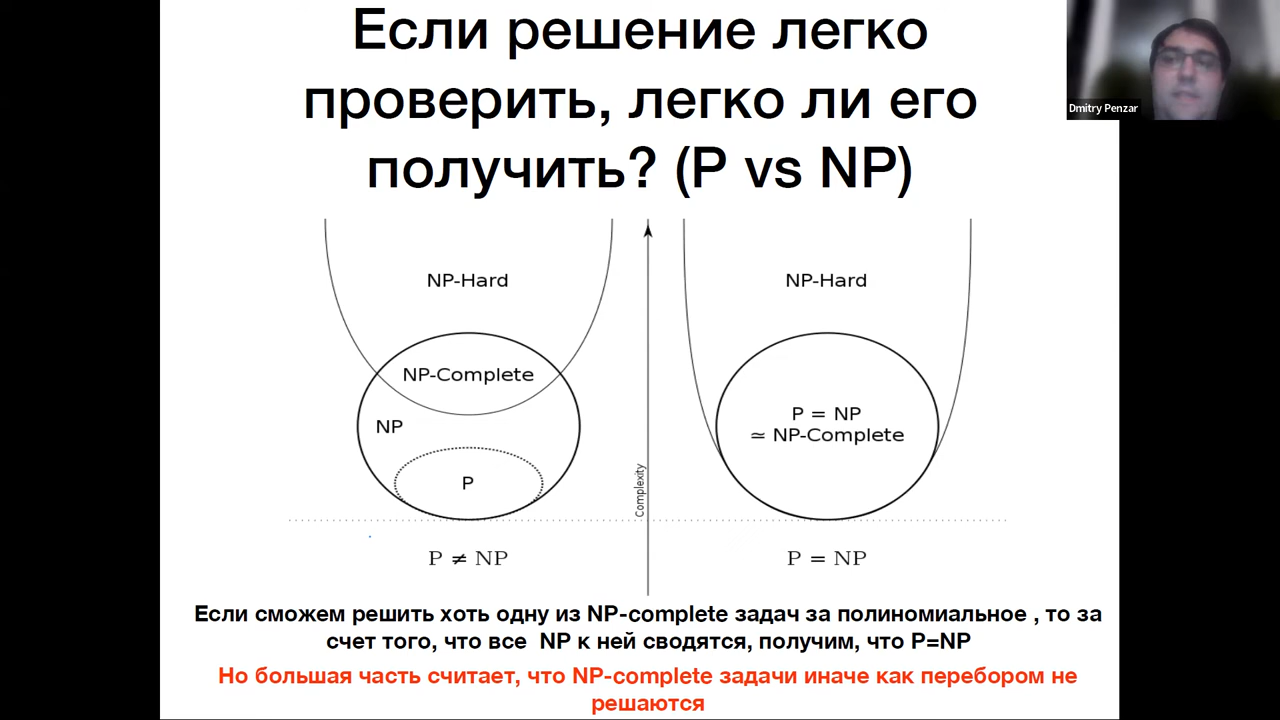 Если решение легко
проверить, легко ли его
получить? (P vs NP)
Dmitry Penzar
NP-Hard
NP-Complete
NP
P
P ≠ NP
Complexity
NP-Hard
P = NP
≃ NP-Complete
P = NP
Если сможем решить хоть одну из NP-complete задач за полиномиальное , то за
счет того, что все NP к ней сводятся, получим, что P=NP
Но большая часть считает, что NP-complete задачи иначе как перебором не
решаются